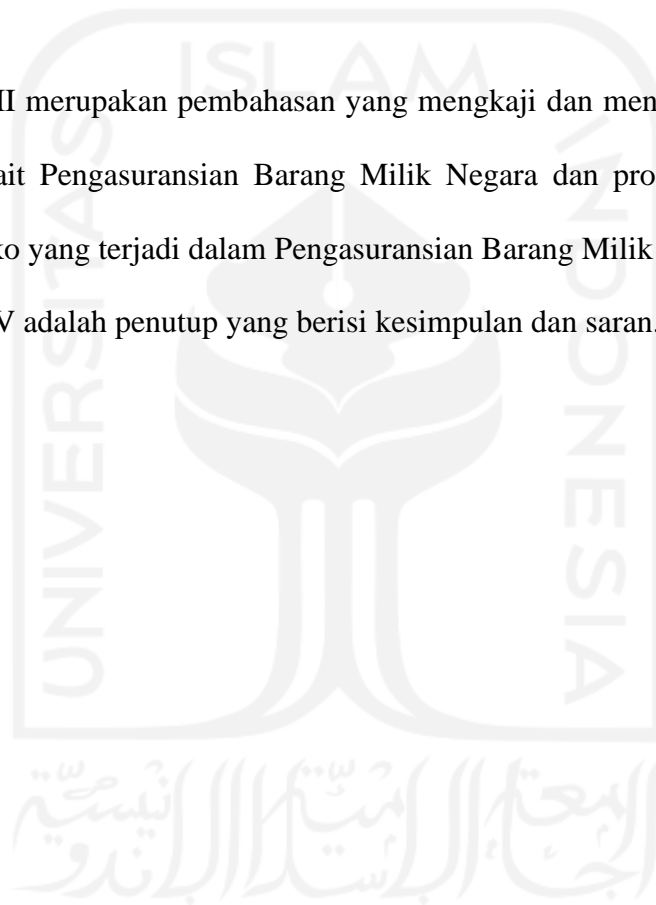 ISLAM
UNIVERSITAS
INDONESIA
II merupakan pembahasan yang mengkaji dan men
ait Pengasuransian Barang Milik Negara dan pro
ko yang terjadi dalam Pengasuransian Barang Milik
V adalah penutup yang berisi kesimpulan dan saran.